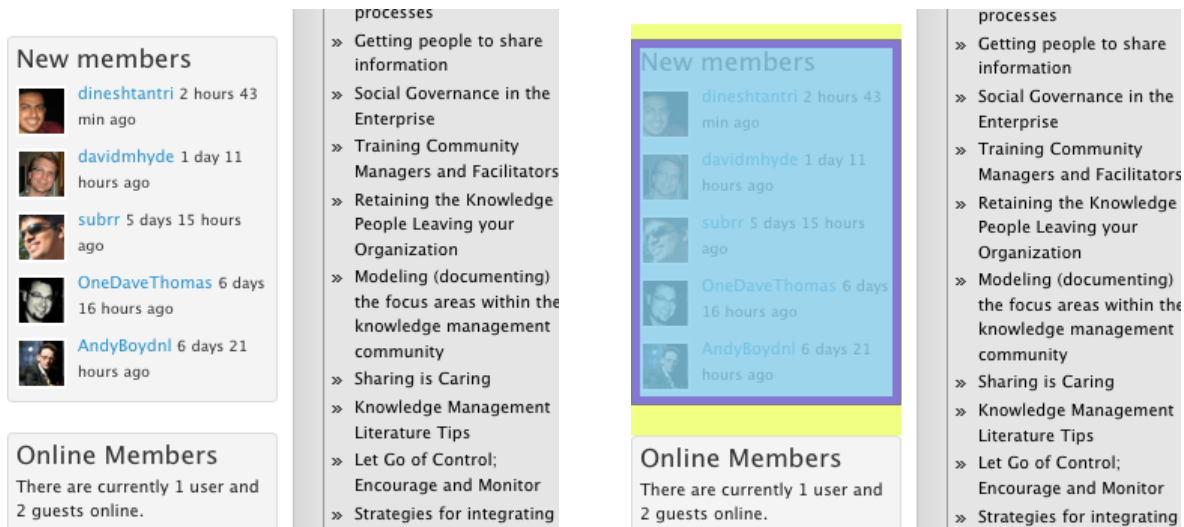 New members
dineshtantri 2 hours 43
min ago
davidmhyde 1 day 11
hours ago
subrr 5 days 15 hours
ago
OneDaveThomas 6 days
16 hours ago
AndyBoydnl 6 days 21
hours ago
Online Members
There are currently 1 user and
2 guests online.
processes
» Getting people to share
information
» Social Governance in the
Enterprise
» Training Community
Managers and Facilitators
» Retaining the Knowledge
People Leaving your
Organization
» Modeling (documenting)
the focus areas within the
knowledge management
community
» Sharing is Caring
» Knowledge Management
Literature Tips
» Let Go of Control;
Encourage and Monitor
» Strategies for integrating
New members
dineshtantri 2 hours 43
min ago
davidmhyde 1 day 11
hours ago
subrr 5 days 15 hours
ago
OneDaveThomas 6 days
16 hours ago
AndyBoydnl 6 days 21
hours ago
Online Members
There are currently 1 user and
2 guests online.
processes
» Getting people to share
information
» Social Governance in the
Enterprise
» Training Community
Managers and Facilitators
» Retaining the Knowledge
People Leaving your
Organization
» Modeling (documenting)
the focus areas within the
knowledge management
community
» Sharing is Caring
» Knowledge Management
Literature Tips
» Let Go of Control;
Encourage and Monitor
» Strategies for integrating